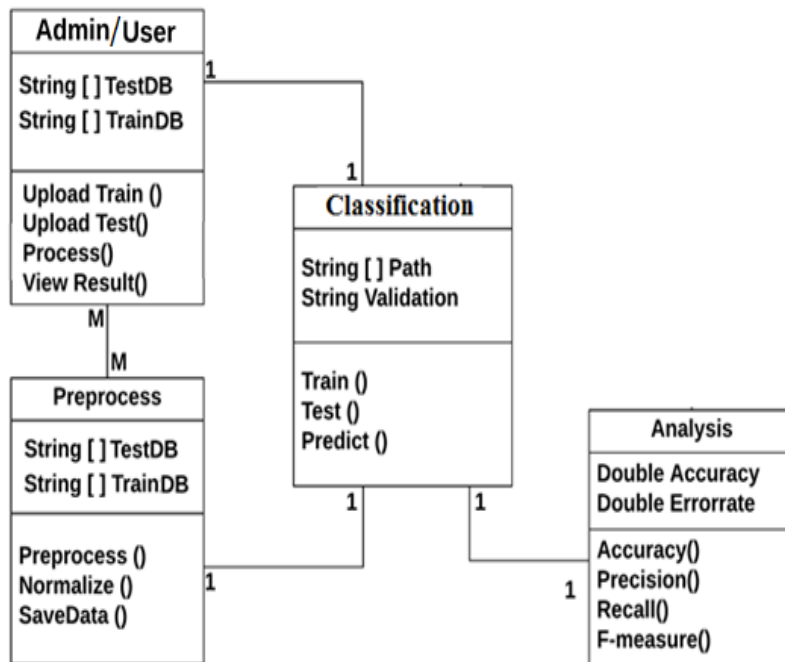 Admin/User
String [ ] TestDB
String [ ] TrainDB
Upload Train ()
Upload Test()
Process()
View Result()
1
1
M
M
Classification
String [ ] Path
String Validation
Train ()
Test ()
Predict ()
1
1
Preprocess
String [ ] TestDB
String [ ] TrainDB
Preprocess ()
Normalize ()
SaveData ()
1
1
Analysis
Double Accuracy
Double Errorrate
Accuracy()
Precision()
Recall()
F-measure()